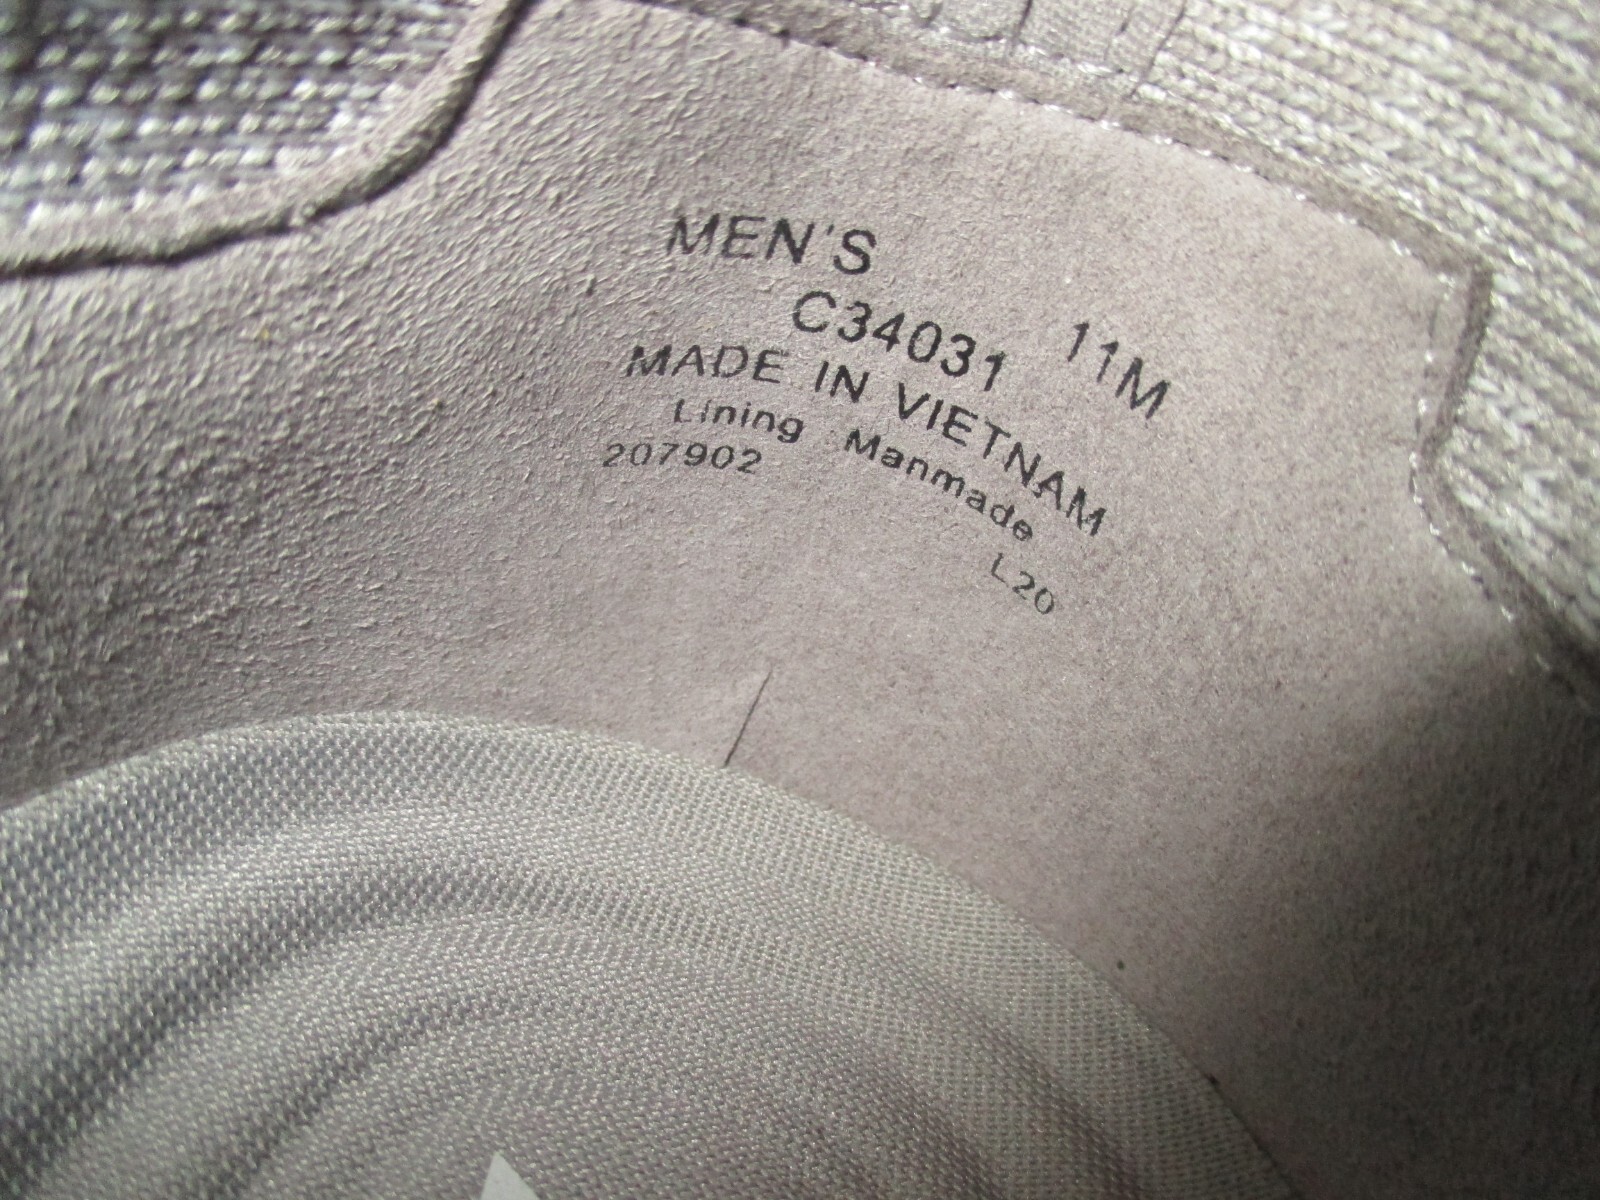 MEN'S
C34031 11M
MADE IN VIETNAM
Lining Manmade
207902 L20